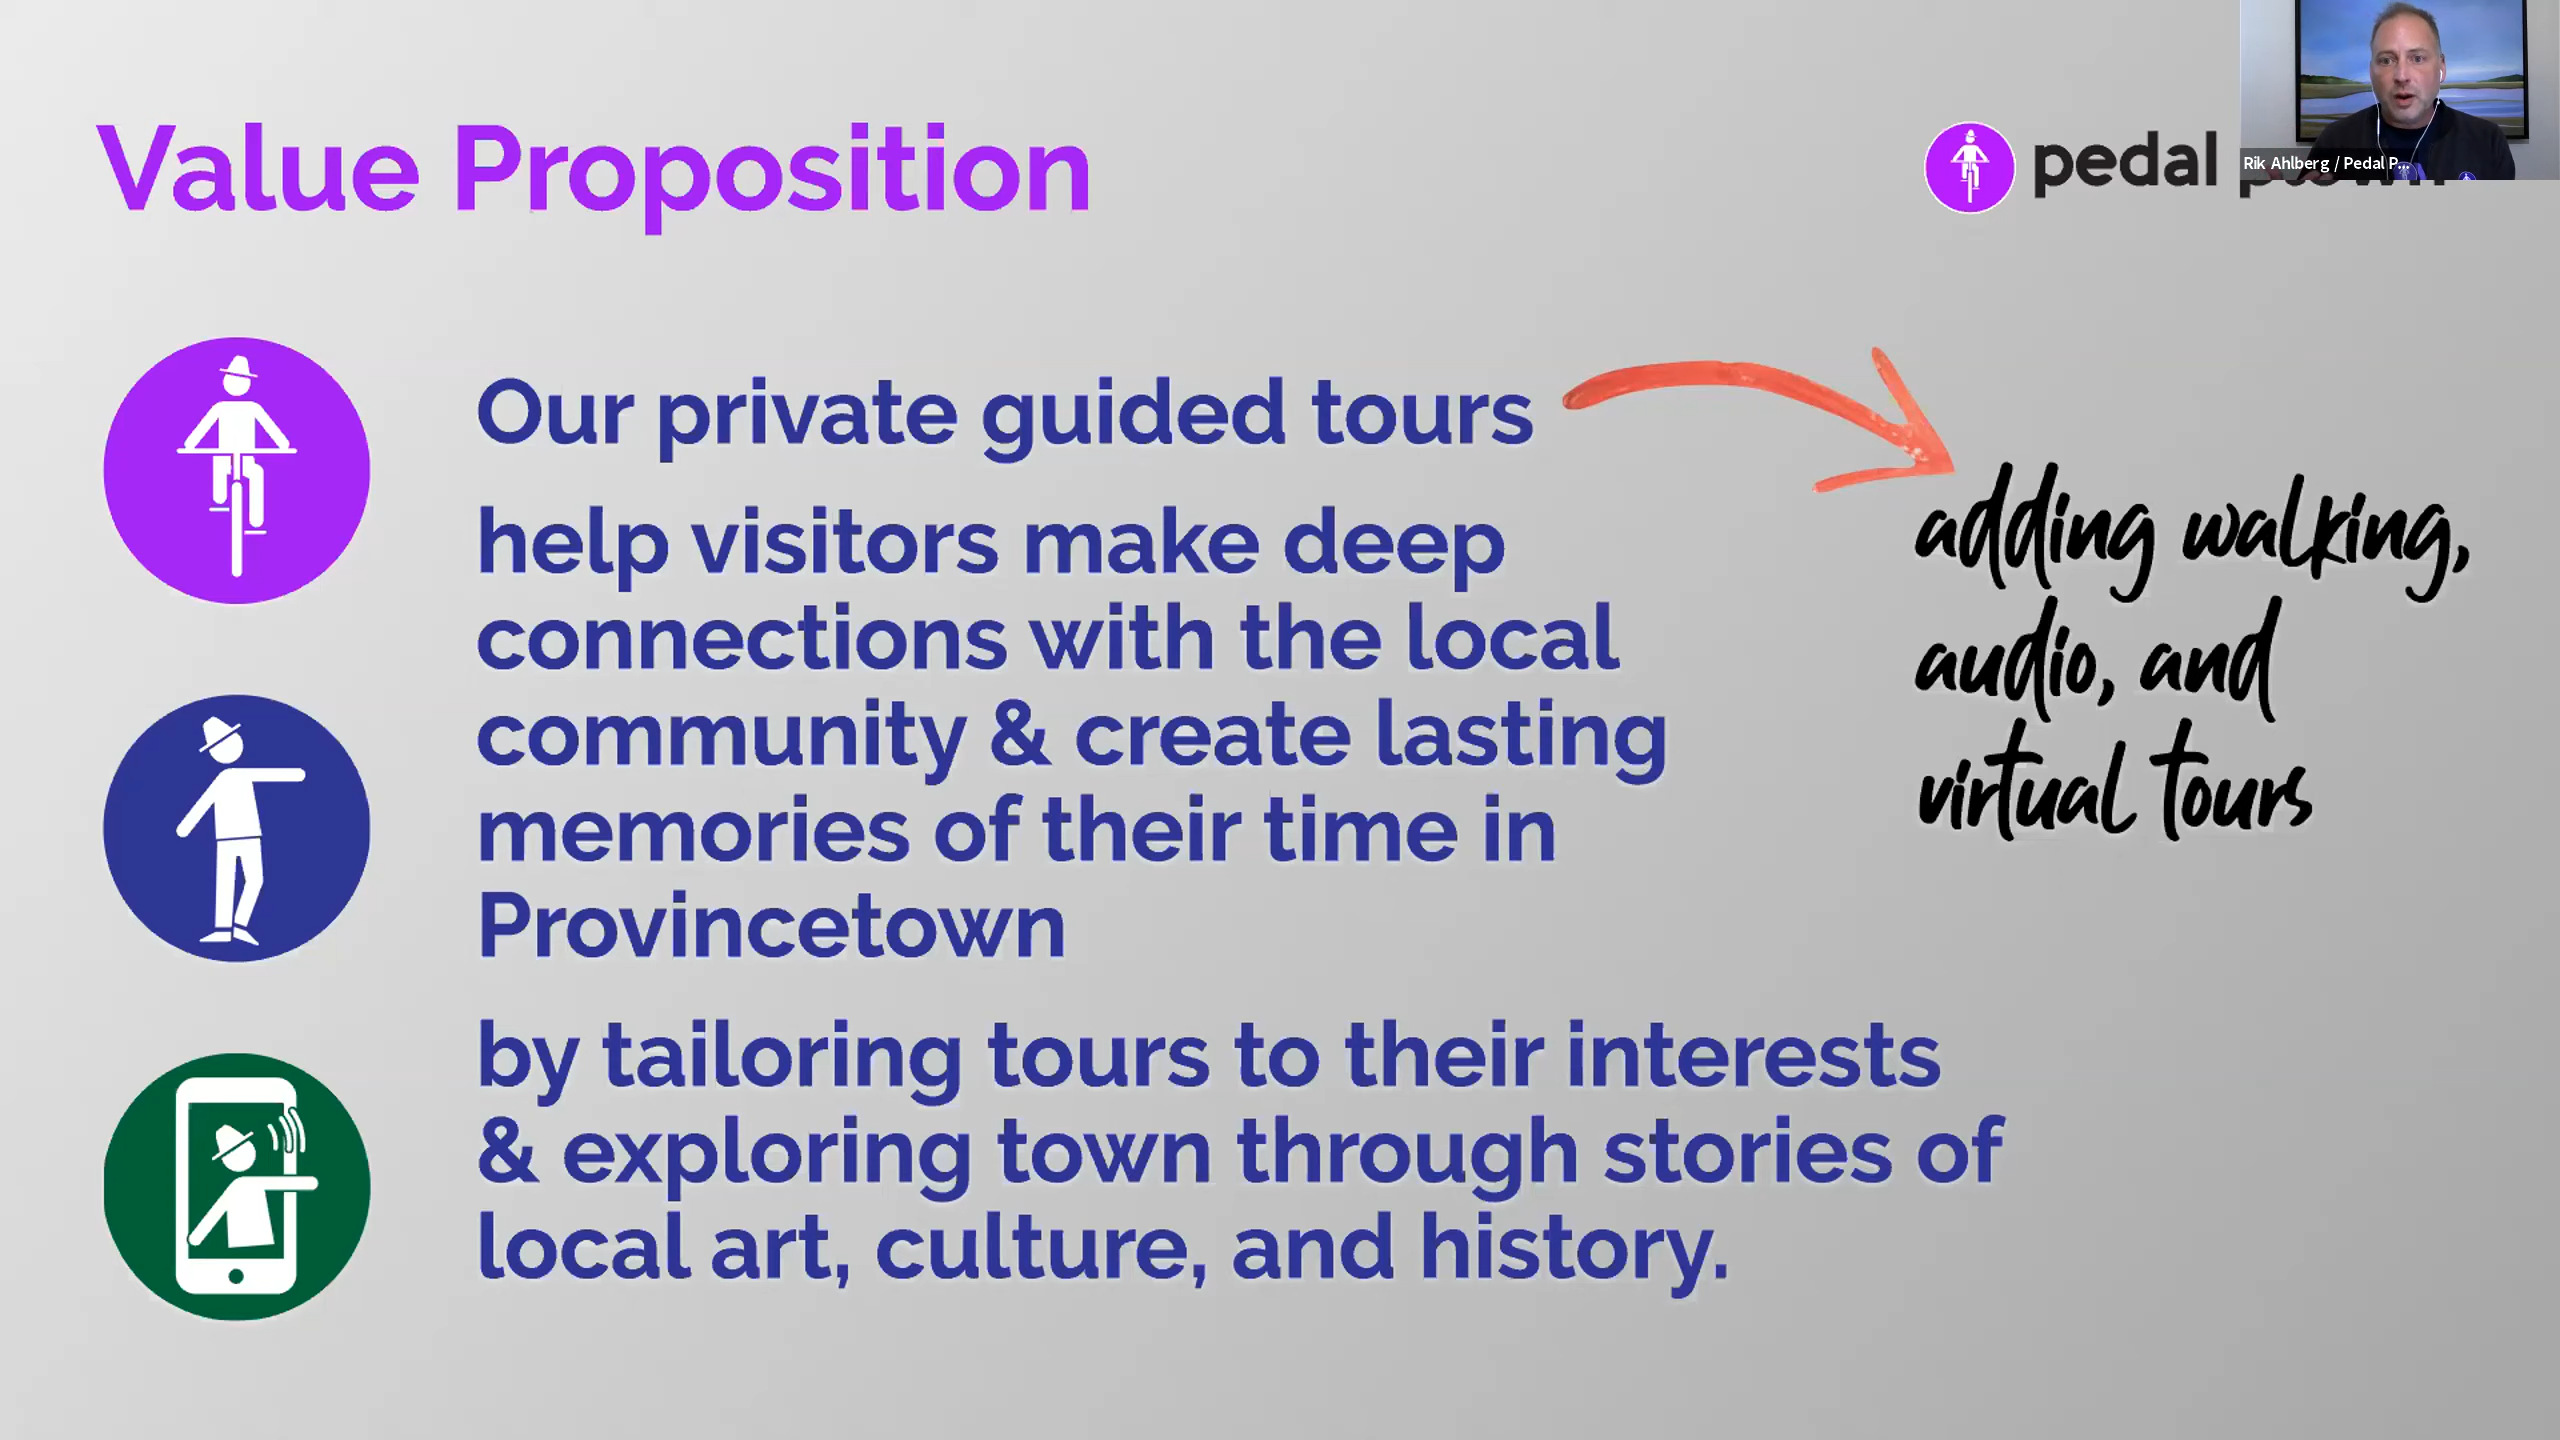 Value Proposition
pedal
Rik Ahlberg / Pedal P...
Our private guided tours
help visitors make deep
connections with the local
community & create lasting
memories of their time in
Provincetown
by tailoring tours to their interests
& exploring town through stories of
local art, culture, and history.
adding walking,
audio, and
virtual tours